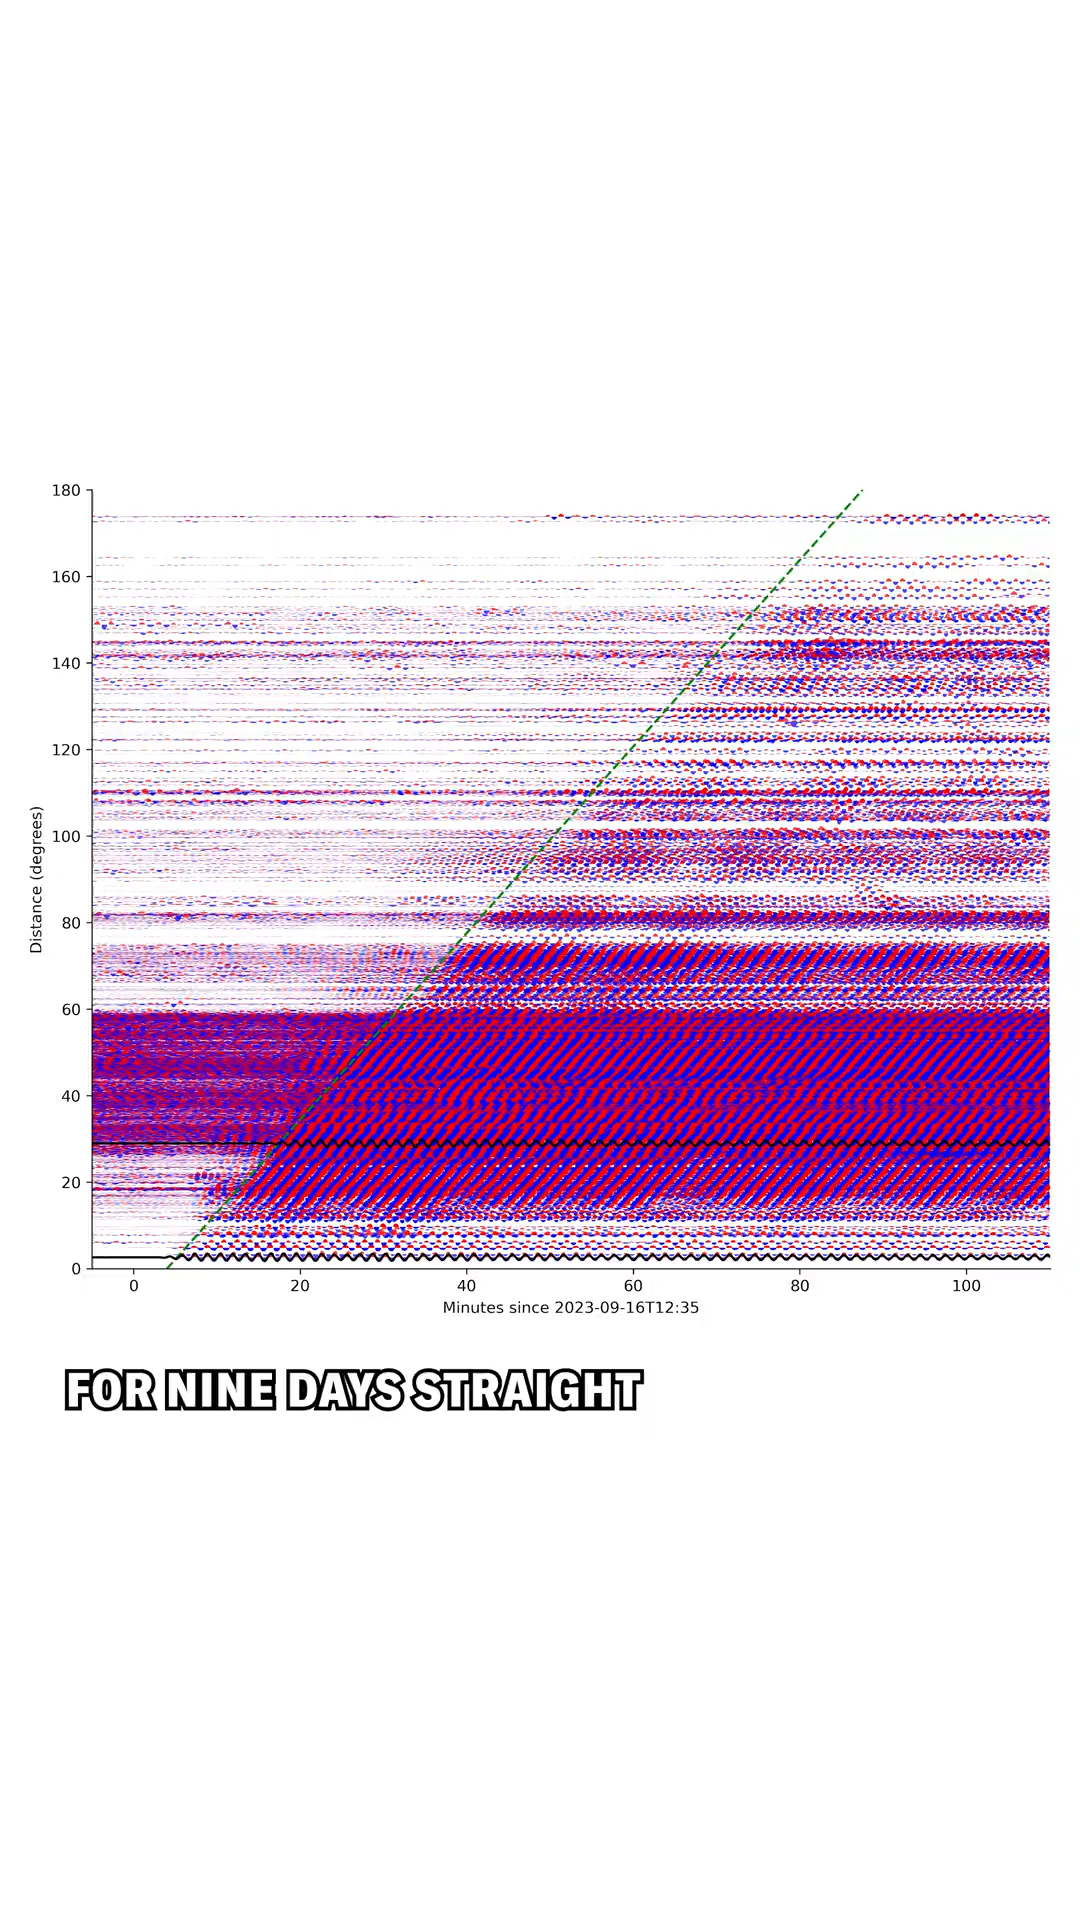 180
160
140
120
100
80
60
40
20
0
Distance (degrees)
0 20 40 60 80 100
Minutes since 2023-09-16T12:35
FOR NINE DAYS STRAIGHT